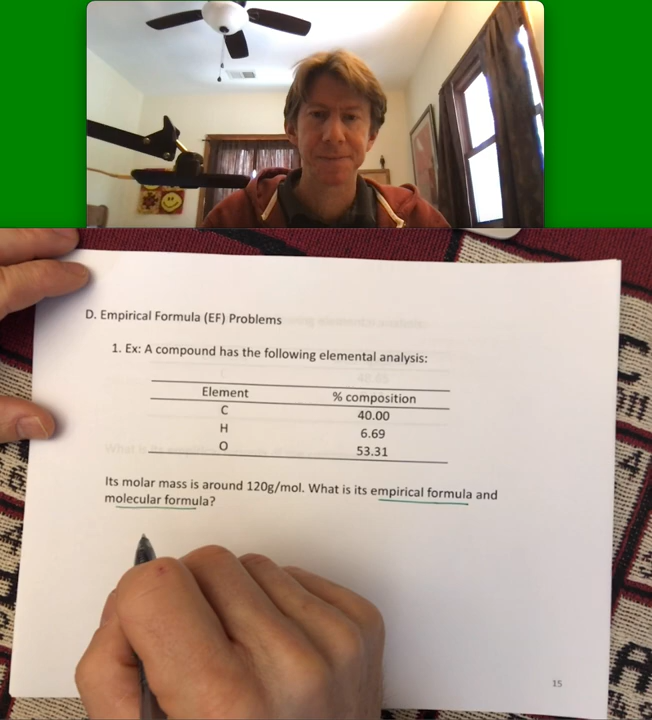 D. Empirical Formula (EF) Problems
1. Ex: A compound has the following elemental analysis:
Element % composition
C 40.00
H 6.69
O 53.31
Its molar mass is around 120g/mol. What is its empirical formula and
molecular formula?
15